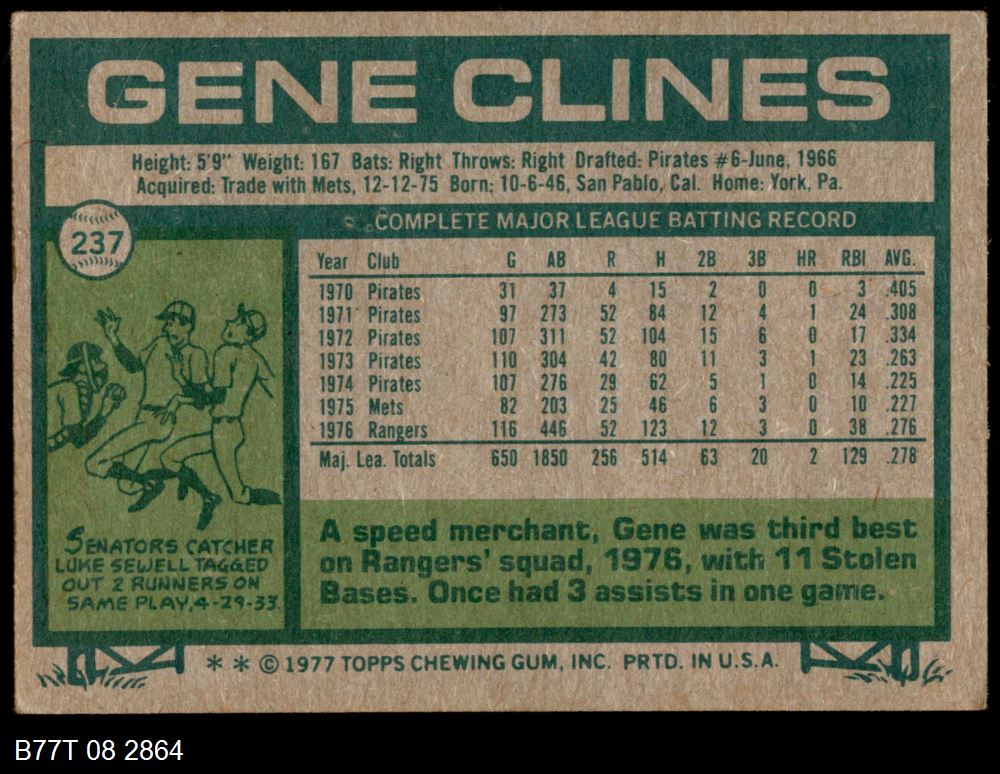 GENE CLINES
Height: 5'9" Weight: 167 Bats: Right Throws: Right Drafted: Pirates #6-June, 1966
Acquired: Trade with Mets, 12-12-75 Born: 10-6-46, San Pablo, Cal. Home: York, Pa.
237
COMPLETE MAJOR LEAGUE BATTING RECORD
Year Club G AB R H 2B 3B HR RBI AVG.
1970 Pirates 31 37 4 15 2 0 0 3 .405
1971 Pirates 97 273 52 84 12 4 1 24 .308
1972 Pirates 107 311 52 104 15 6 0 17 .334
1973 Pirates 110 304 42 80 11 3 1 23 .263
1974 Pirates 107 276 29 62 5 1 0 14 .225
1975 Mets 82 203 25 46 6 3 0 10 .227
1976 Rangers 116 446 52 123 12 3 0 38 .276
Maj. Lea. Totals 650 1850 256 514 63 20 2 129 .278
SENATORS CATCHER
LUKE SEWELL TAGGED
OUT 2 RUNNERS ON
SAME PLAY, 4-29-33.
A speed merchant, Gene was third best
on Rangers' squad, 1976, with 11 Stolen
Bases. Once had 3 assists in one game.
* * © 1977 TOPPS CHEWING GUM, INC. PRTD. IN U.S.A.
B77T 08 2864